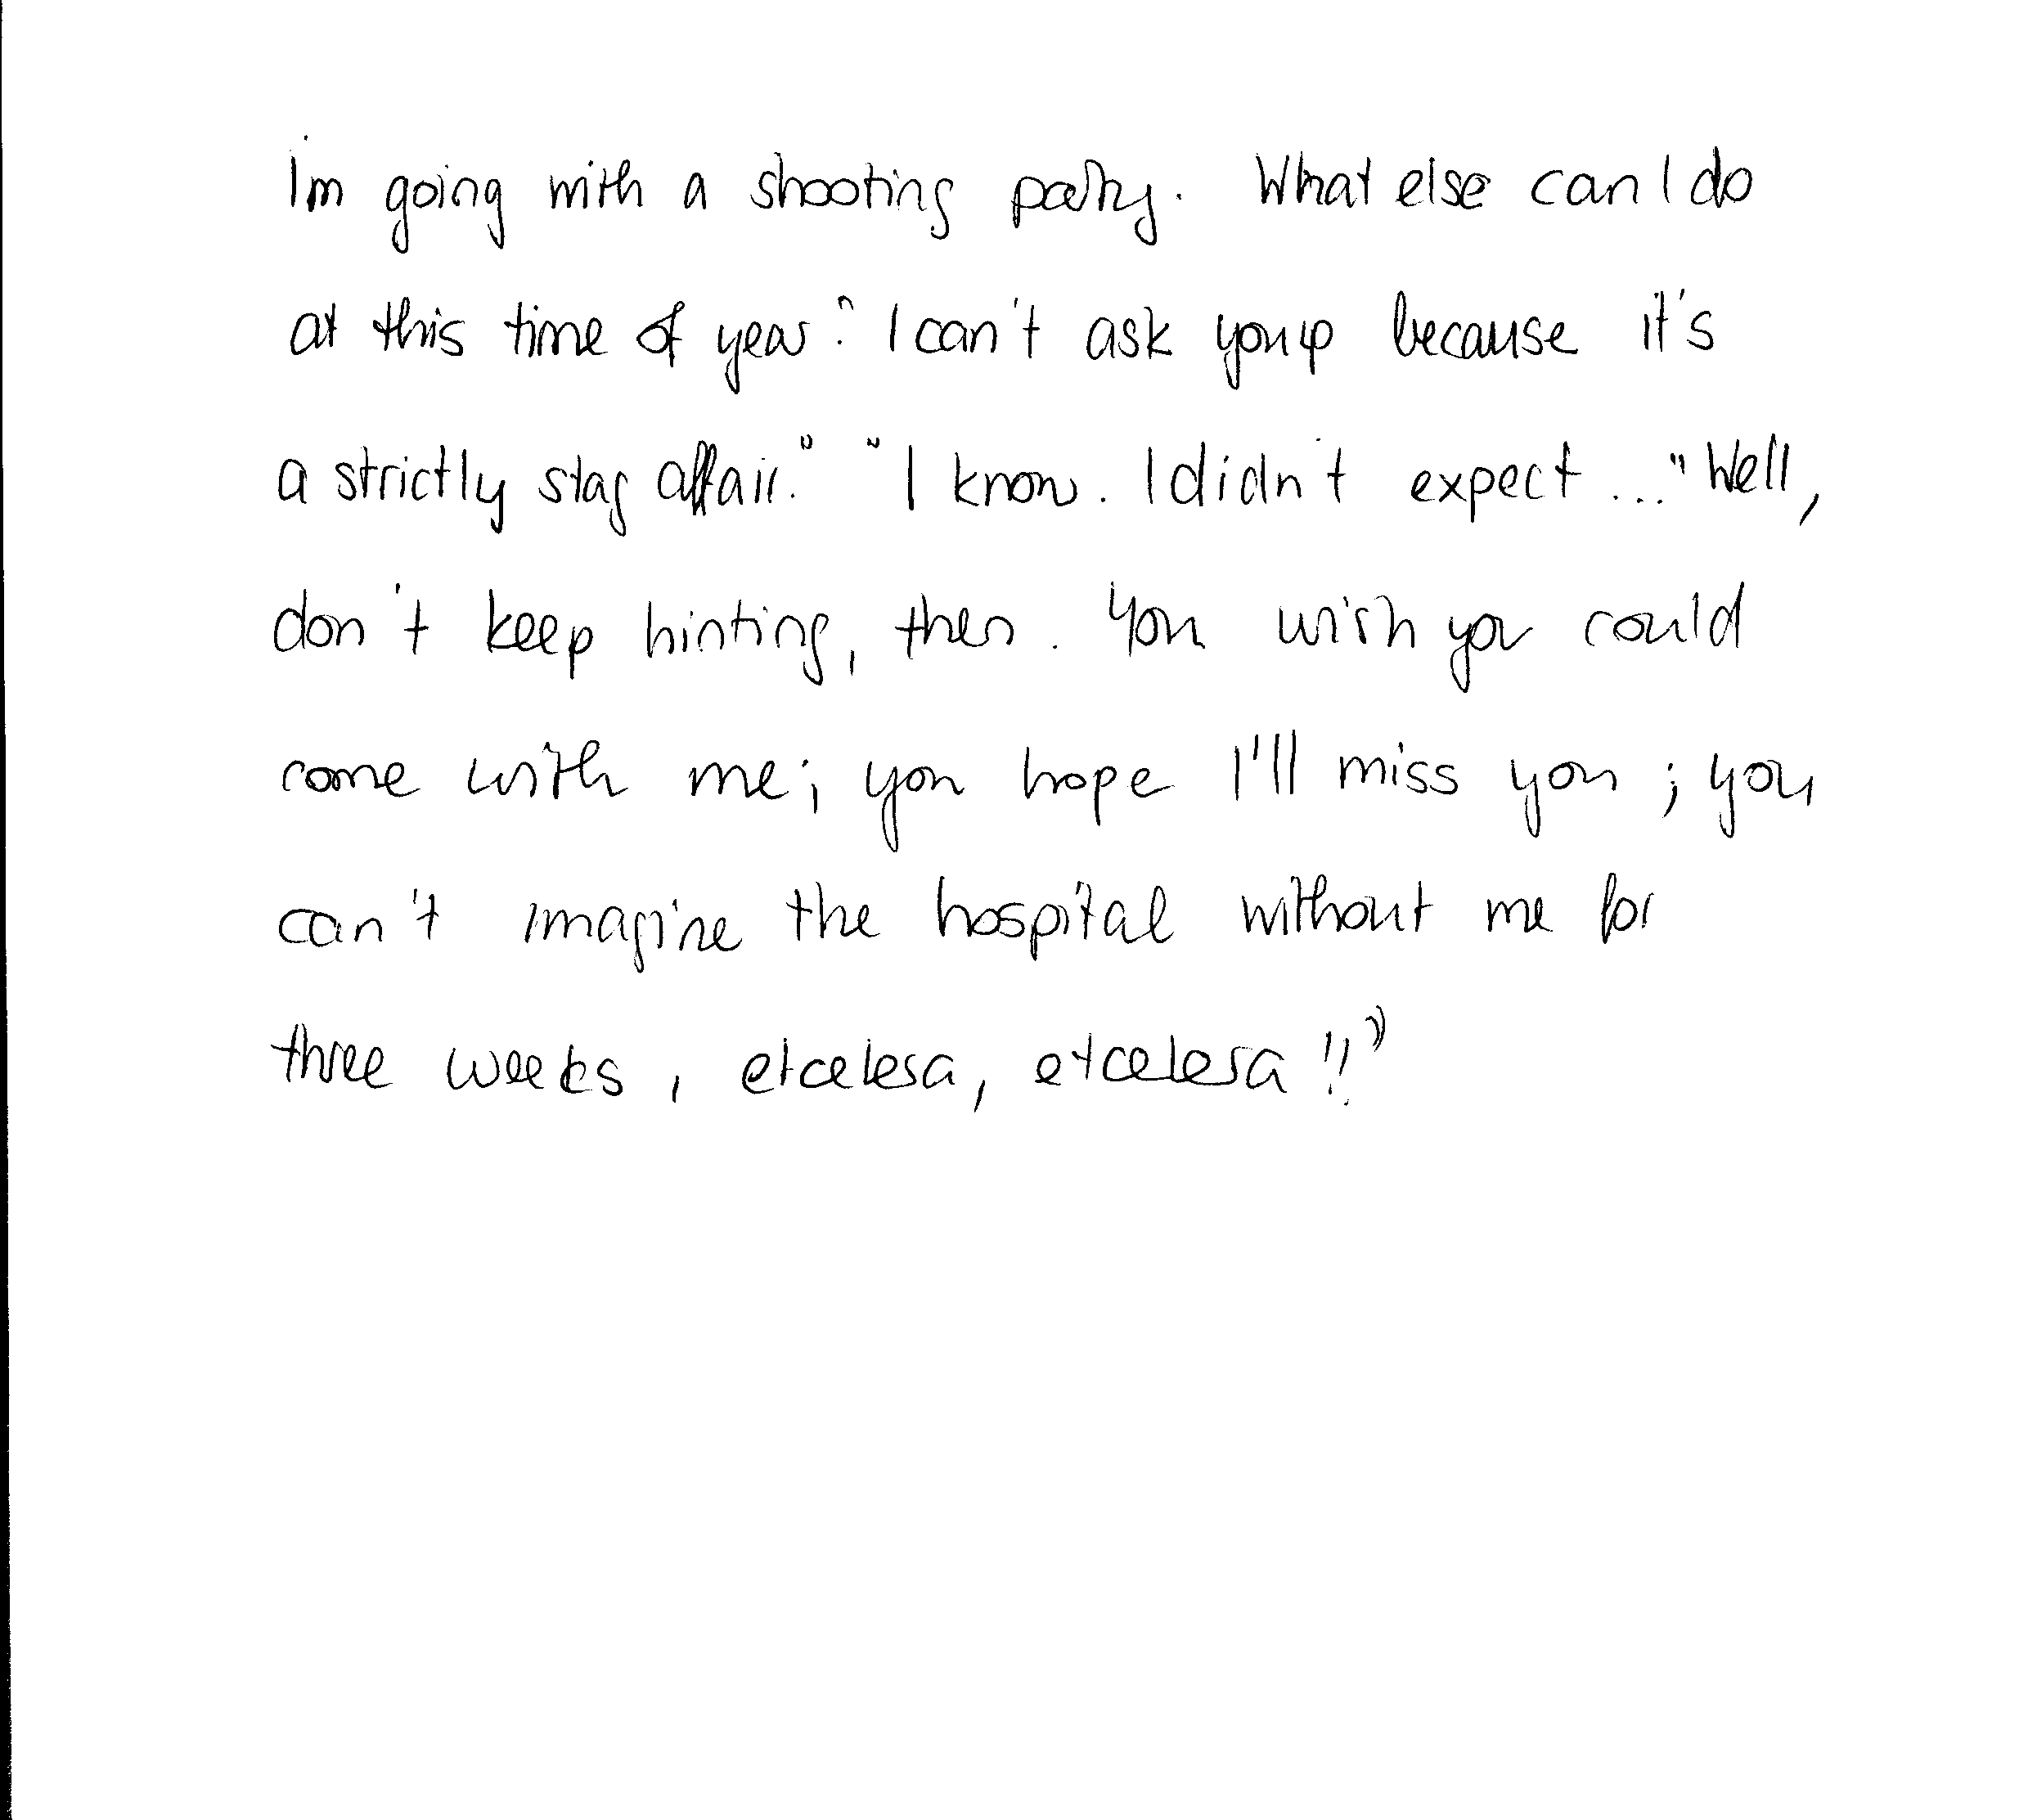 I'm going with a shooting party. What else can I do
at this time of year? I can't ask you up because it's
a strictly stag affair." "I know. I didn't expect ..." Well,
don't keep hinting, then. You wish you could
come with me; you hope I'll miss you; you
can't imagine the hospital without me for
three weeks, etcetera, etcetera!!"